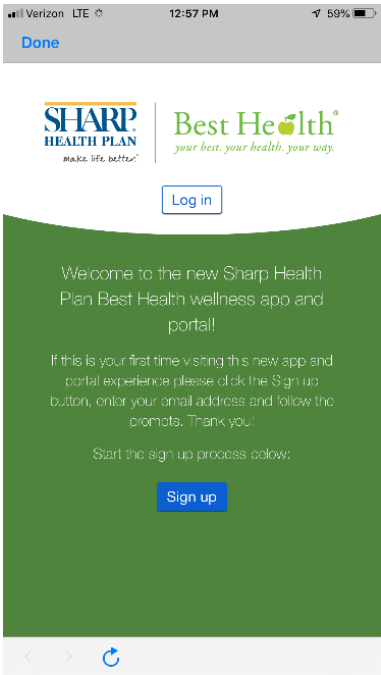 Verizon LTE 12:57 PM 59%
Done
SHARP Best Health®
HEALTH PLAN your best. your health. your way.
make life better.™
Log in
Welcome to the new Sharp Health
Plan Best Health wellness app and
portal!
If this is your first time visiting this new app and
portal experience please click the Sign up
button, enter your email address and follow the
prompts. Thank you!
Start the sign up process below:
Sign up